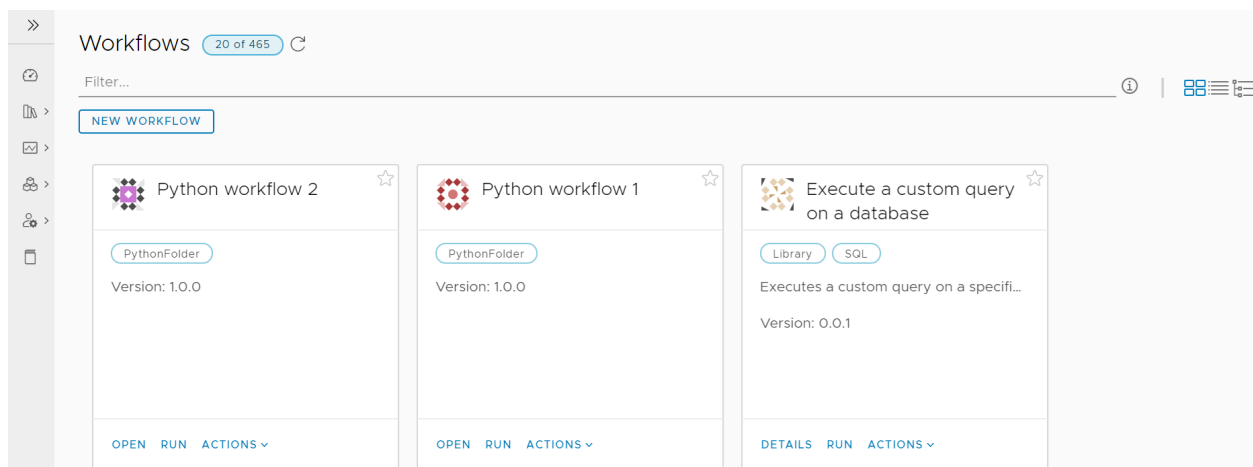 Workflows 20 of 465
Filter...
NEW WORKFLOW
Python workflow 2
PythonFolder
Version: 1.0.0
OPEN RUN ACTIONS
Python workflow 1
PythonFolder
Version: 1.0.0
OPEN RUN ACTIONS
Execute a custom query
on a database
Library SQL
Executes a custom query on a specifi...
Version: 0.0.1
DETAILS RUN ACTIONS